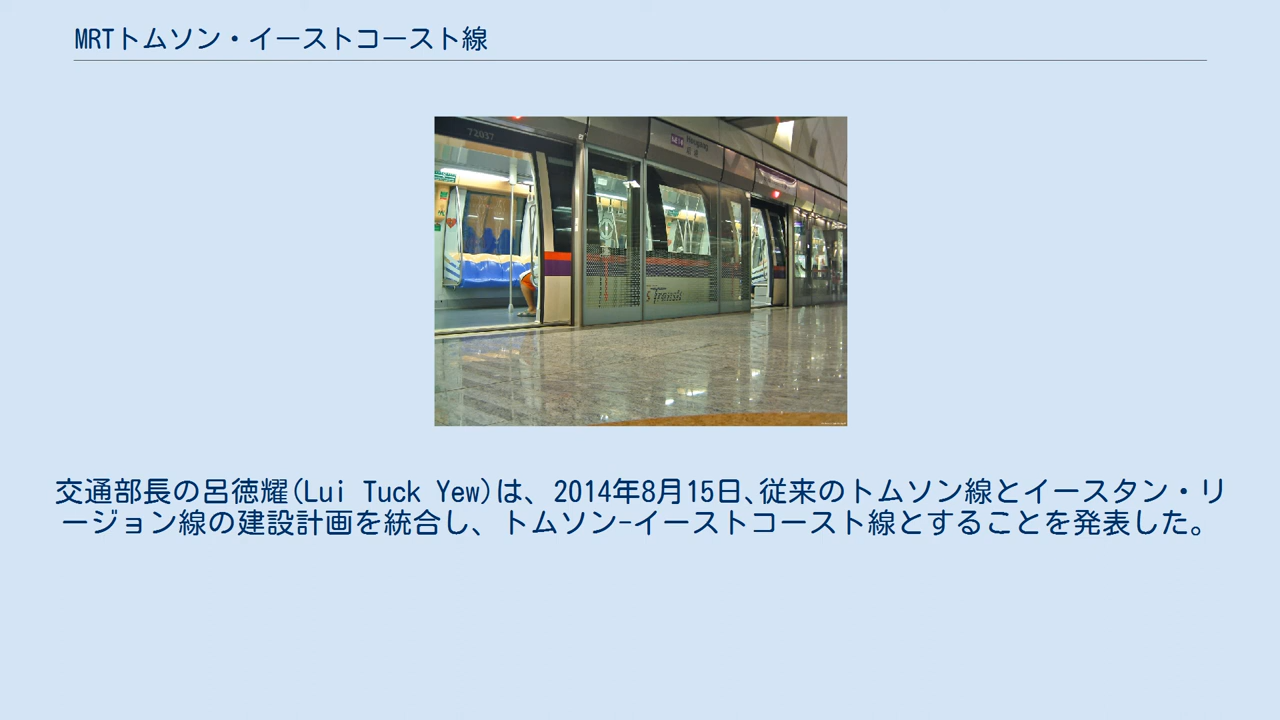 MRTトムソン・イーストコースト線
72037
Hougang
s Transit
交通部長の呂徳耀(Lui Tuck Yew)は、2014年8月15日､従来のトムソン線とイースタン・リ
ージョン線の建設計画を統合し、トムソン-イーストコースト線とすることを発表した。